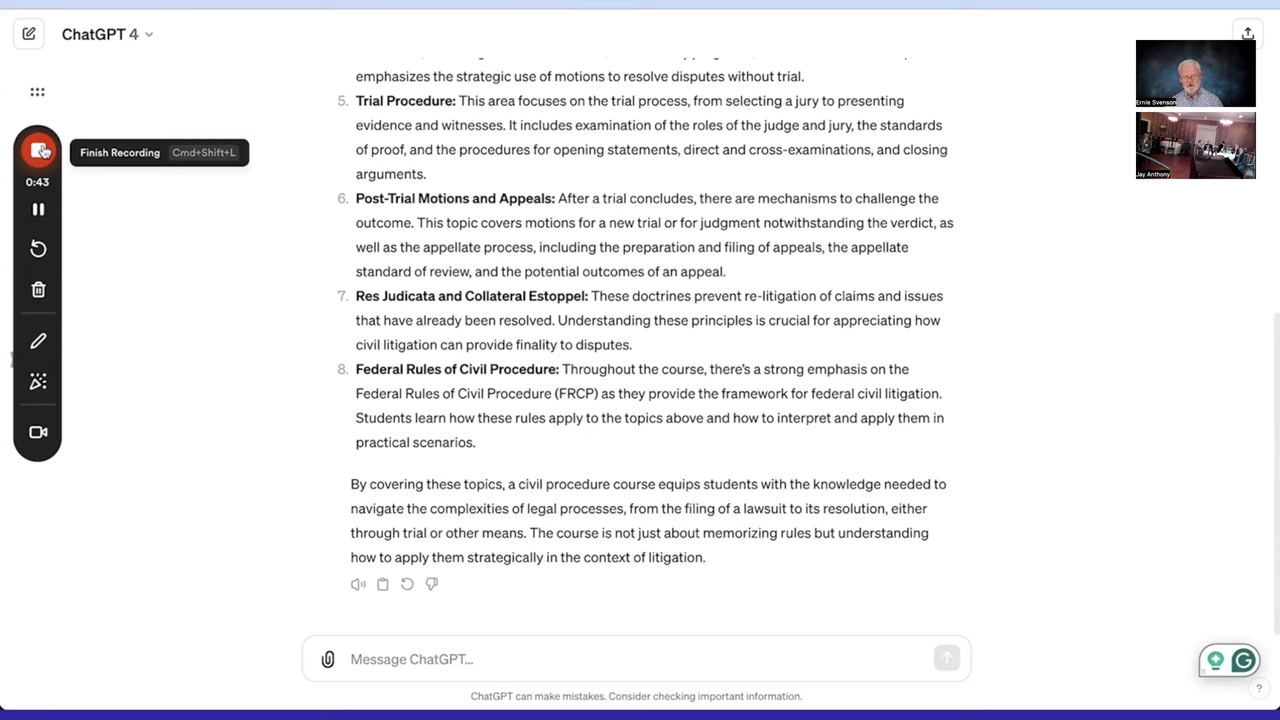 ChatGPT 4
emphasizes the strategic use of motions to resolve disputes without trial.
5. Trial Procedure: This area focuses on the trial process, from selecting a jury to presenting
evidence and witnesses. It includes examination of the roles of the judge and jury, the standards
of proof, and the procedures for opening statements, direct and cross-examinations, and closing
arguments.
6. Post-Trial Motions and Appeals: After a trial concludes, there are mechanisms to challenge the
outcome. This topic covers motions for a new trial or for judgment notwithstanding the verdict, as
well as the appellate process, including the preparation and filing of appeals, the appellate
standard of review, and the potential outcomes of an appeal.
7. Res Judicata and Collateral Estoppel: These doctrines prevent re-litigation of claims and issues
that have already been resolved. Understanding these principles is crucial for appreciating how
civil litigation can provide finality to disputes.
8. Federal Rules of Civil Procedure: Throughout the course, there's a strong emphasis on the
Federal Rules of Civil Procedure (FRCP) as they provide the framework for federal civil litigation.
Students learn how these rules apply to the topics above and how to interpret and apply them in
practical scenarios.
By covering these topics, a civil procedure course equips students with the knowledge needed to
navigate the complexities of legal processes, from the filing of a lawsuit to its resolution, either
through trial or other means. The course is not just about memorizing rules but understanding
how to apply them strategically in the context of litigation.
Message ChatGPT...
ChatGPT can make mistakes. Consider checking important information.
Finish Recording Cmd+Shift+L
0:43
Ernie Svenson
Jay Anthony
?